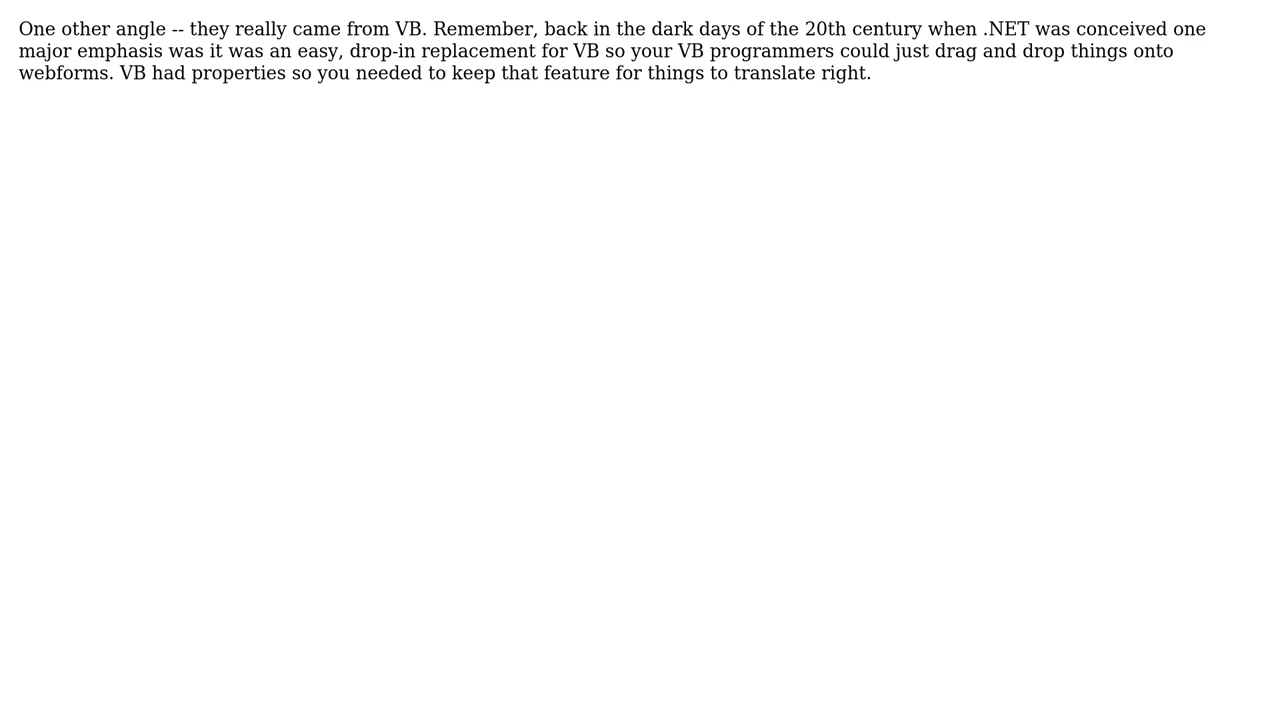 One other angle -- they really came from VB. Remember, back in the dark days of the 20th century when .NET was conceived one
major emphasis was it was an easy, drop-in replacement for VB so your VB programmers could just drag and drop things onto
webforms. VB had properties so you needed to keep that feature for things to translate right.